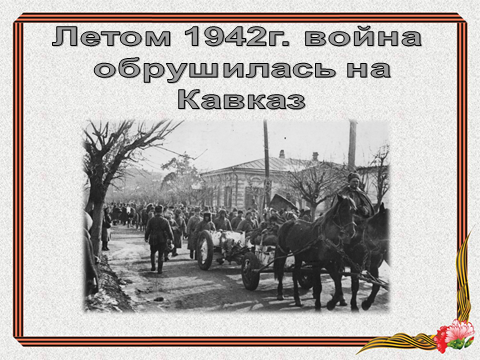 Летом 1942г. война
обрушилась на
Кавказ